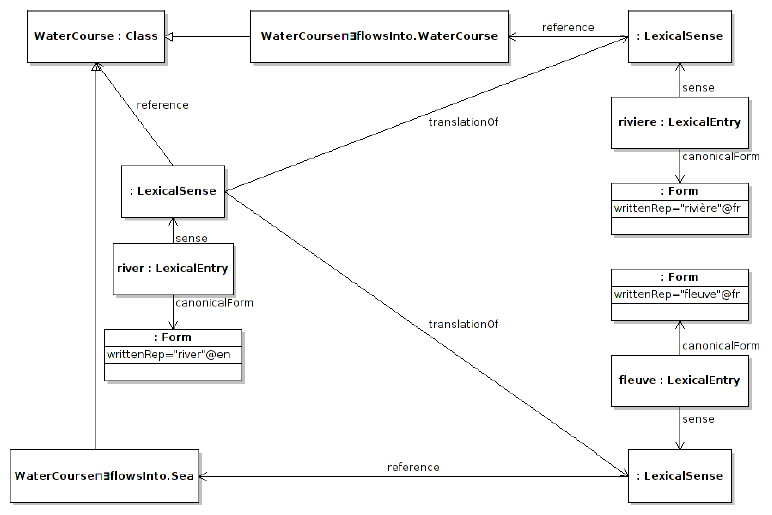 WaterCourse : Class
WaterCourse⊓∃flowsInto.WaterCourse
reference
: LexicalSense
sense
reference
translationOf
riviere : LexicalEntry
canonicalForm
: Form
writtenRep="rivière"@fr
: LexicalSense
sense
river : LexicalEntry
canonicalForm
: Form
writtenRep="river"@en
: Form
writtenRep="fleuve"@fr
translationOf
canonicalForm
fleuve : LexicalEntry
sense
WaterCourse⊓∃flowsInto.Sea
reference
: LexicalSense